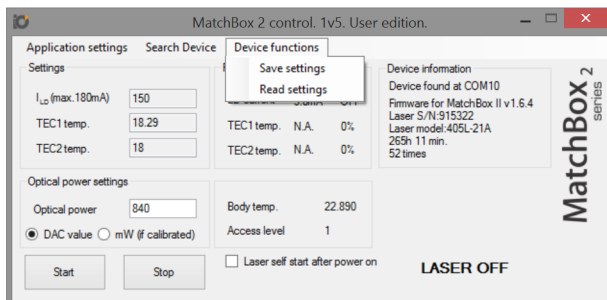 iO
MatchBox 2 control. 1v5. User edition.
Application settings Search Device Device functions
Save settings
Read settings
Settings
I LD (max.180mA) 150
TEC1 temp. 18.29
TEC2 temp. 18
OFF
TEC1 temp. N.A. 0%
TEC2 temp. N.A. 0%
Device information
Device found at COM10
Firmware for MatchBox II v1.6.4
Laser S/N:915322
Laser model:405L-21A
265h 11 min.
52 times
MatchBox 2
series
Optical power settings
Optical power 840
DAC value mW (if calibrated)
Body temp. 22.890
Access level 1
Start Stop
Laser self start after power on
LASER OFF